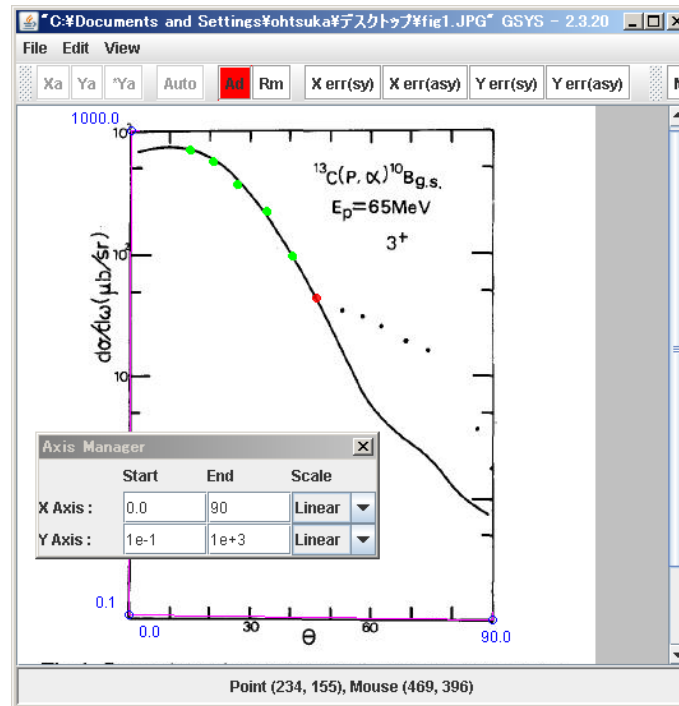 "C:¥Documents and Settings¥ohtsuka¥デスクトップ¥fig1.JPG" GSYS - 2.3.20
File Edit View
Xa Ya *Ya Auto Ad Rm X err(sy) X err(asy) Y err(sy) Y err(asy)
1000.0
10³
¹³C(P,α)¹⁰Bg.s.
Ep=65MeV
3⁺
10²
dσ/dω(μb/sr)
10
Axis Manager
Start End Scale
X Axis : 0.0 90 Linear
Y Axis : 1e-1 1e+3 Linear
0.1
0.0 30 60 90.0
θ
Point (234, 155), Mouse (469, 396)